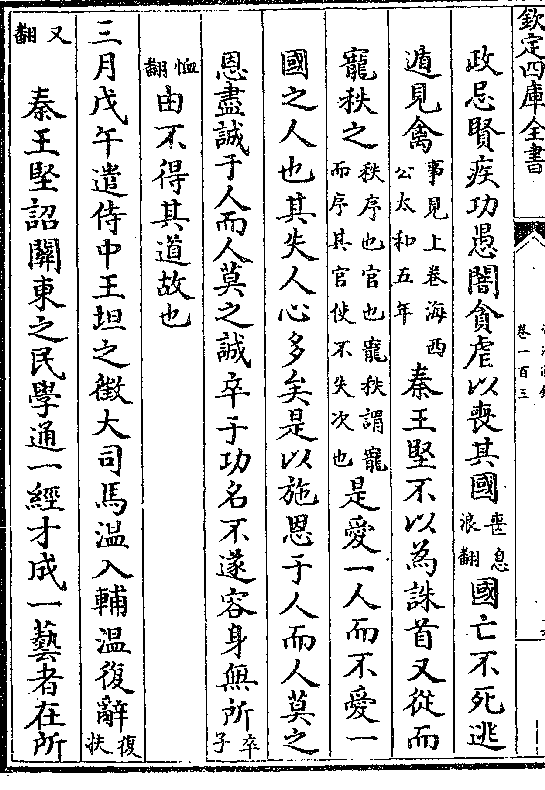 欽定四庫全書
卷一百三
政忌賢疾功愚闇貪虐以喪其國喪息浪翻國亡不死逃
遁見禽事見上卷海西公太和五年秦王堅不以為誅首又從而
寵秩之秩序也官也寵秩謂寵而序其官使不失次也是愛一人而不愛一
國之人也其失人心多矣是以施恩于人而人莫之
恩盡誠于人而人莫之誠卒于功名不遂容身無所卒子
恤翻由不得其道故也
三月戊午遣侍中王坦之徵大司馬溫入輔溫復辭復扶
又翻秦王堅詔關東之民學通一經才成一藝者在所